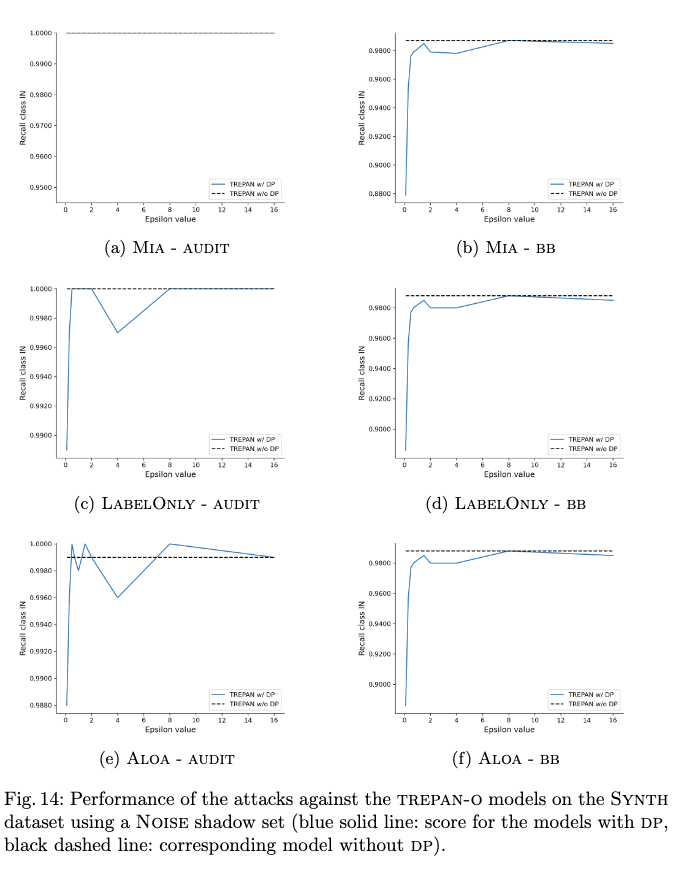 1.0000
0.9900
0.9800
0.9700
0.9600
0.9500
Recall class IN
TREPAN w/ DP
TREPAN w/o DP
0 2 4 6 8 10 12 14 16
Epsilon value
(a) MIA - AUDIT
0.9800
0.9600
0.9400
0.9200
0.9000
0.8800
Recall class IN
TREPAN w/ DP
TREPAN w/o DP
0 2 4 6 8 10 12 14 16
Epsilon value
(b) MIA - BB
1.0000
0.9980
0.9960
0.9940
0.9920
0.9900
Recall class IN
TREPAN w/ DP
TREPAN w/o DP
0 2 4 6 8 10 12 14 16
Epsilon value
(c) LABELONLY - AUDIT
0.9800
0.9600
0.9400
0.9200
0.9000
Recall class IN
TREPAN w/ DP
TREPAN w/o DP
0 2 4 6 8 10 12 14 16
Epsilon value
(d) LABELONLY - BB
1.0000
0.9980
0.9960
0.9940
0.9920
0.9900
0.9880
Recall class IN
TREPAN w/ DP
TREPAN w/o DP
0 2 4 6 8 10 12 14 16
Epsilon value
(e) ALOA - AUDIT
0.9800
0.9600
0.9400
0.9200
0.9000
Recall class IN
TREPAN w/ DP
TREPAN w/o DP
0 2 4 6 8 10 12 14 16
Epsilon value
(f) ALOA - BB
Fig. 14: Performance of the attacks against the TREPAN-O models on the SYNTH
dataset using a NOISE shadow set (blue solid line: score for the models with DP,
black dashed line: corresponding model without DP).